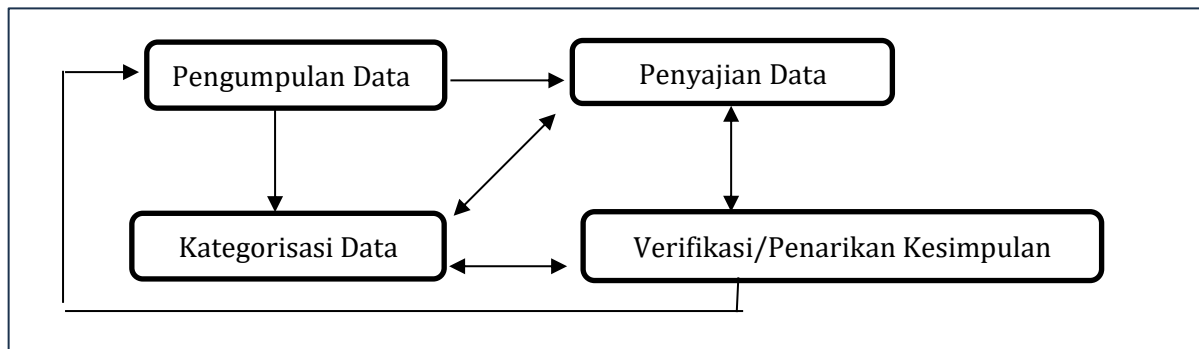 Pengumpulan Data
Penyajian Data
Kategorisasi Data
Verifikasi/Penarikan Kesimpulan